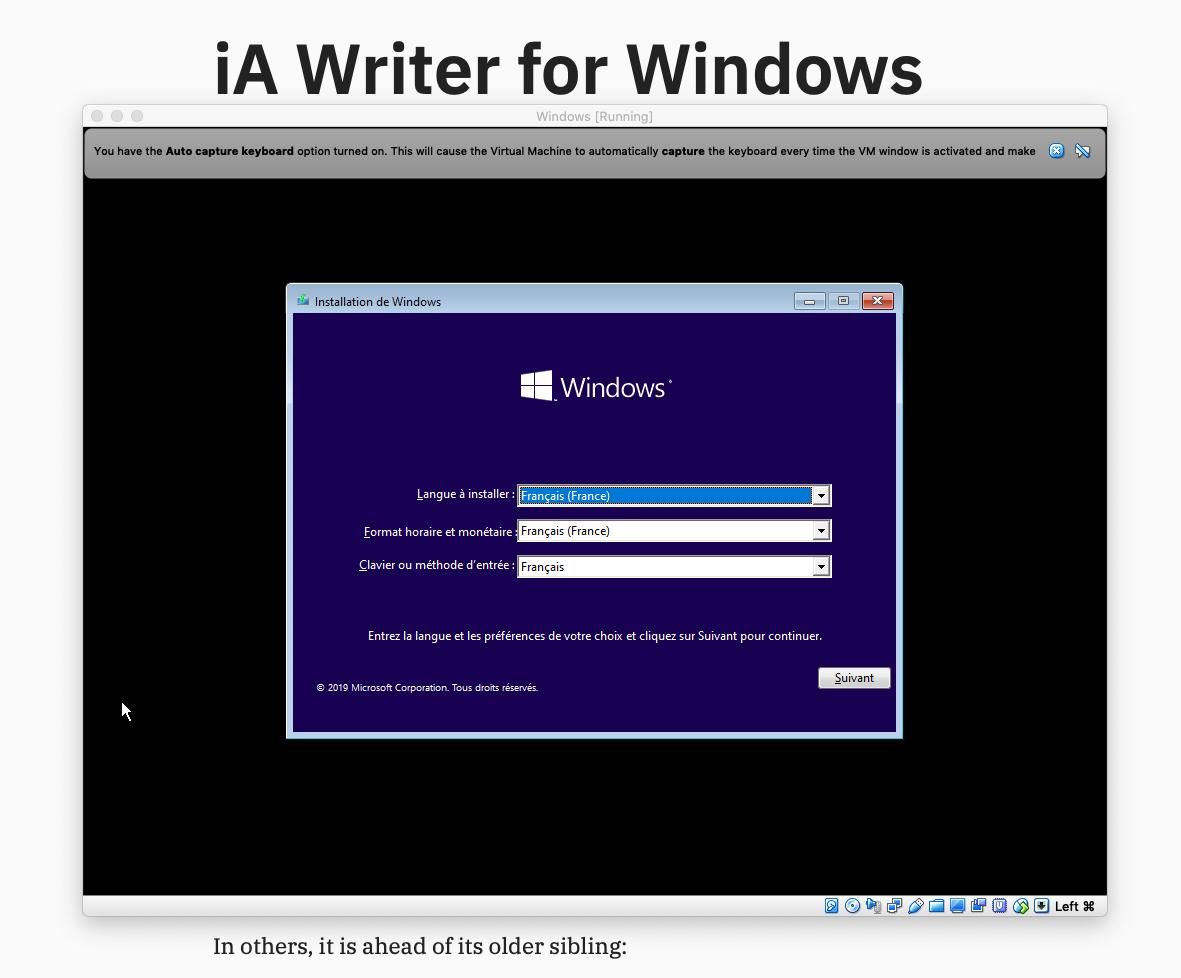 iA Writer for Windows
Windows [Running]
You have the Auto capture keyboard option turned on. This will cause the Virtual Machine to automatically capture the keyboard every time the VM window is activated and make
Installation de Windows
Windows
Langue à installer : Français (France)
Format horaire et monétaire : Français (France)
Clavier ou méthode d'entrée : Français
Entrez la langue et les préférences de votre choix et cliquez sur Suivant pour continuer.
Suivant
© 2019 Microsoft Corporation. Tous droits réservés.
Left ⌘
In others, it is ahead of its older sibling: